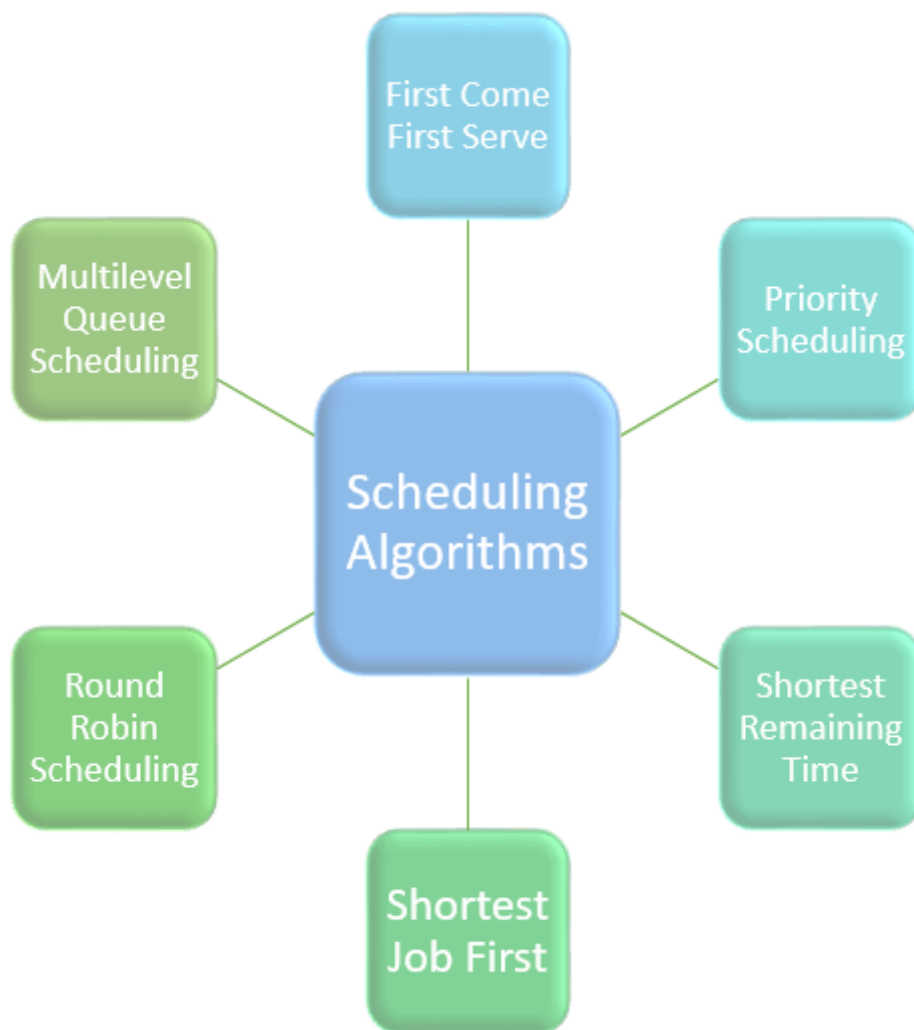 First Come
First Serve
Priority
Scheduling
Shortest
Remaining
Time
Shortest
Job First
Round
Robin
Scheduling
Multilevel
Queue
Scheduling
Scheduling
Algorithms